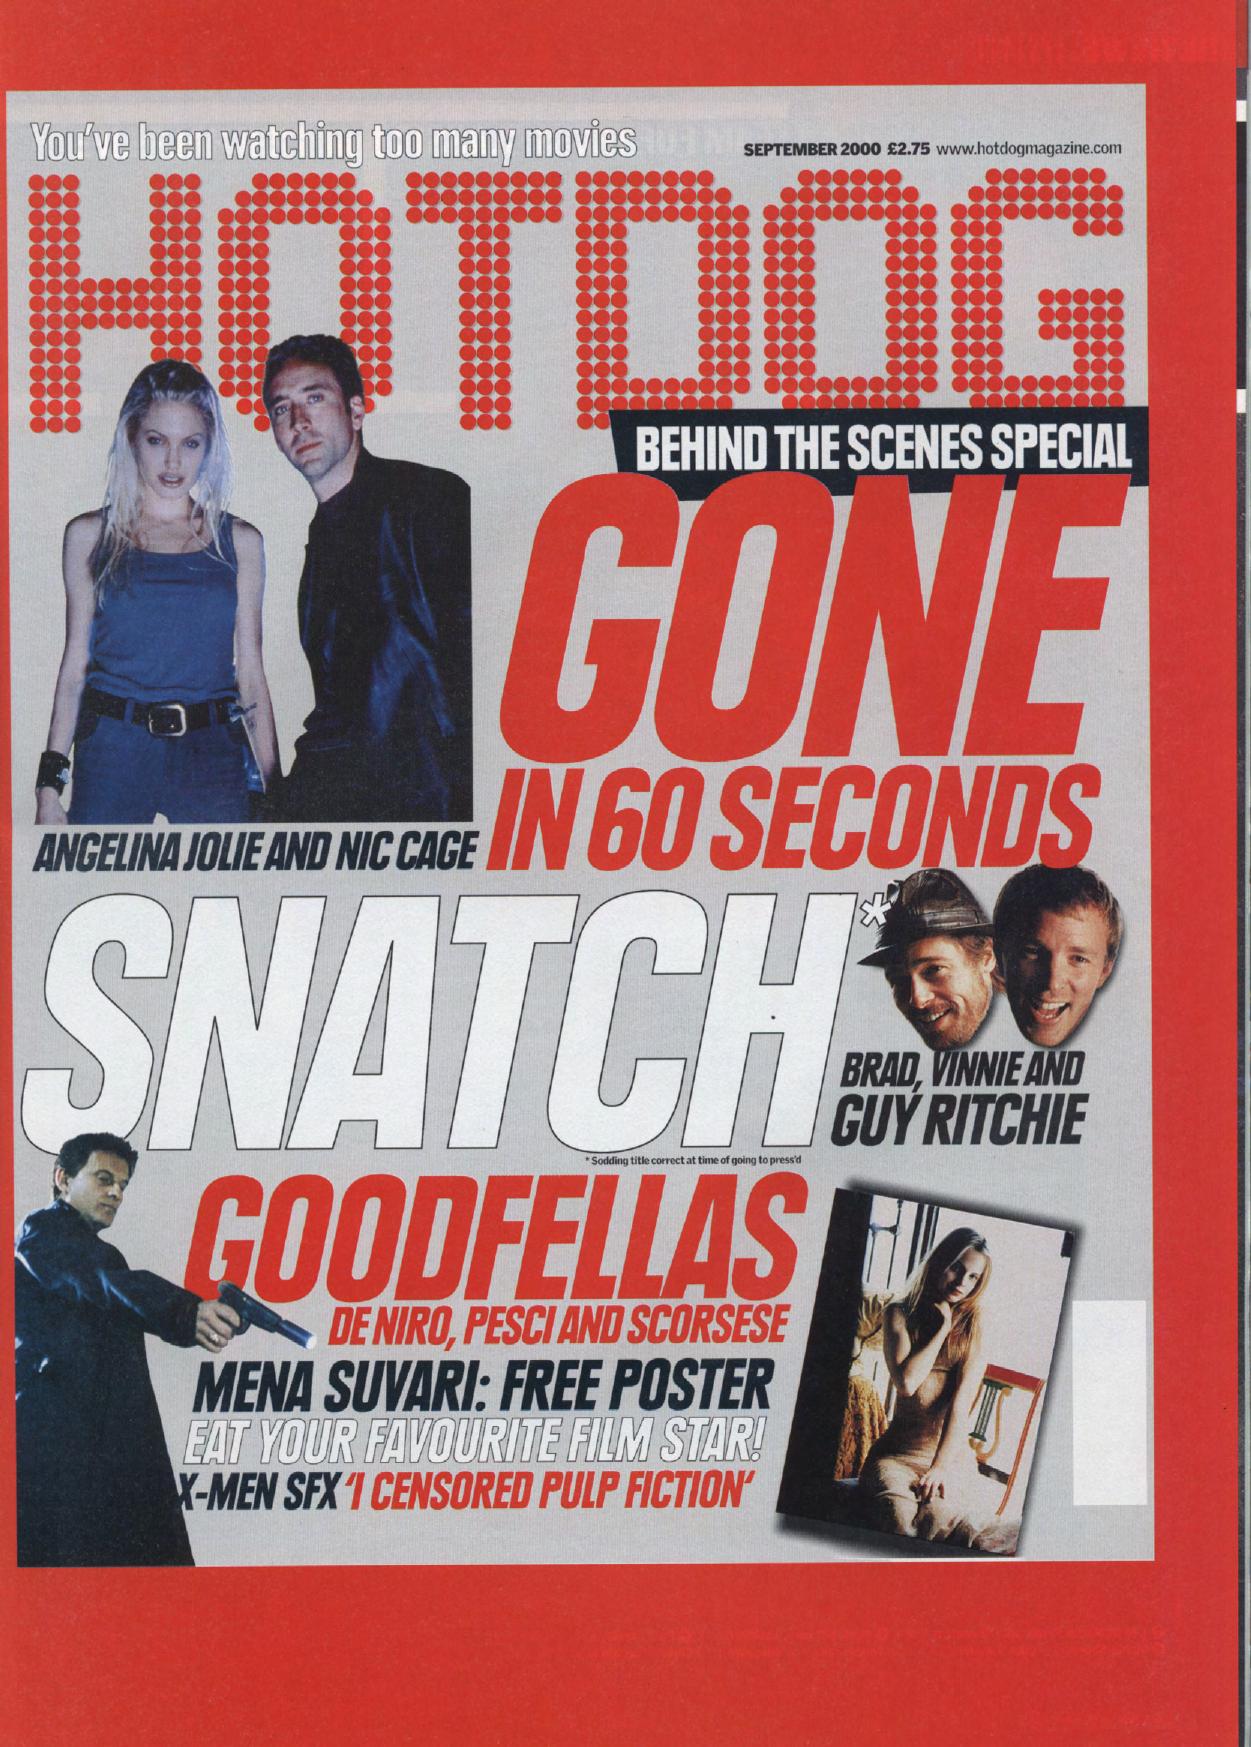 You've been watching too many movies
SEPTEMBER 2000 £2.75 www.hotdogmagazine.com
HOTDOG
BEHIND THE SCENES SPECIAL
GONE
IN 60 SECONDS
ANGELINA JOLIE AND NIC CAGE
SNATCH*
BRAD, VINNIE AND
GUY RITCHIE
* Sodding title correct at time of going to press'd
GOODFELLAS
DE NIRO, PESCI AND SCORSESE
MENA SUVARI: FREE POSTER
EAT YOUR FAVOURITE FILM STAR!
X-MEN SFX 'I CENSORED PULP FICTION'